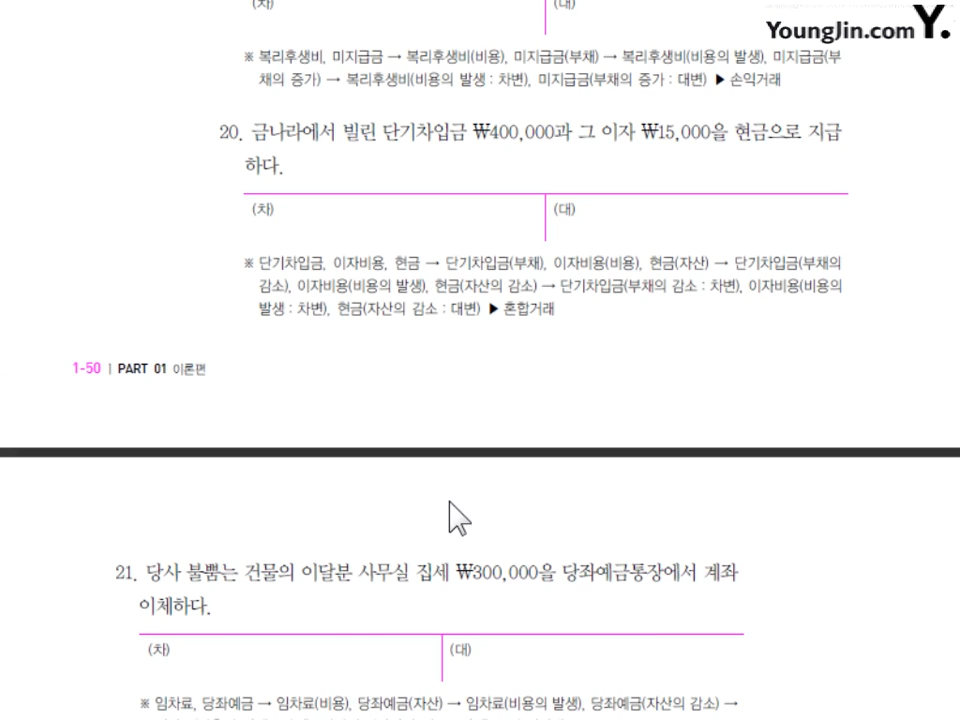 (차) (대)
YoungJin.com Y.
※ 복리후생비, 미지급금 → 복리후생비(비용), 미지급금(부채) → 복리후생비(비용의 발생), 미지급금(부
채의 증가) → 복리후생비(비용의 발생 : 차변), 미지급금(부채의 증가 : 대변) ▶ 손익거래
20. 금나라에서 빌린 단기차입금 ₩400,000과 그 이자 ₩15,000을 현금으로 지급
하다.
(차) (대)
※ 단기차입금, 이자비용, 현금 → 단기차입금(부채), 이자비용(비용), 현금(자산) → 단기차입금(부채의
감소), 이자비용(비용의 발생), 현금(자산의 감소) → 단기차입금(부채의 감소 : 차변), 이자비용(비용의
발생 : 차변), 현금(자산의 감소 : 대변) ▶ 혼합거래
1-50 | PART 01 이론편
21. 당사 불뿜는 건물의 이달분 사무실 집세 ₩300,000을 당좌예금통장에서 계좌
이체하다.
(차) (대)
※ 임차료, 당좌예금 → 임차료(비용), 당좌예금(자산) → 임차료(비용의 발생), 당좌예금(자산의 감소) →